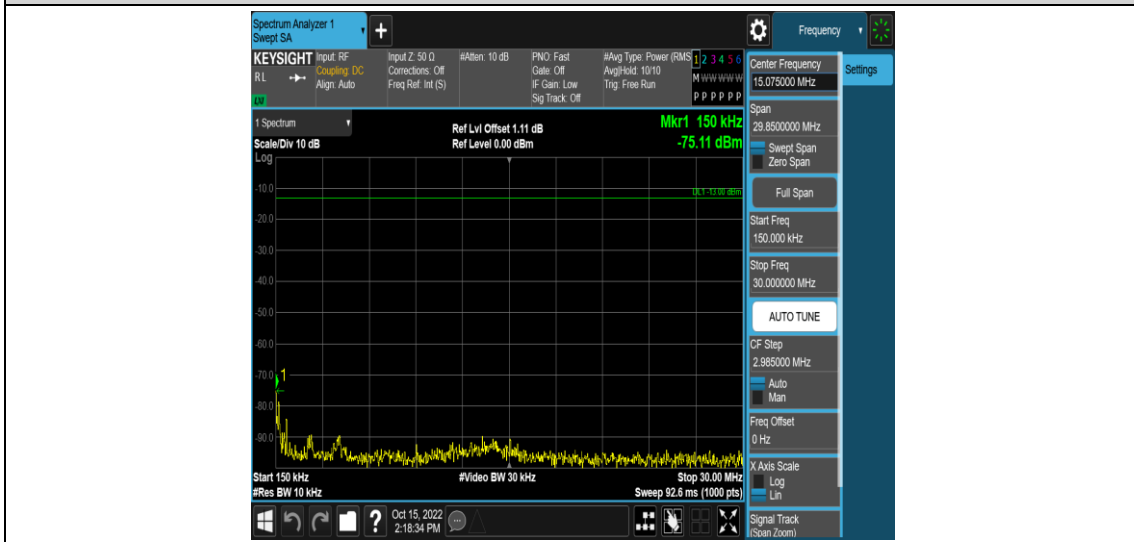 Spectrum Analyzer 1
Swept SA
+
Frequency
KEYSIGHT
RL
LXI
Input: RF
Coupling: DC
Align: Auto
Input Z: 50 Ω
Corrections: Off
Freq Ref: Int (S)
#Atten: 10 dB
PNO: Fast
Gate: Off
IF Gain: Low
Sig Track: Off
#Avg Type: Power (RMS
Avg|Hold: 10/10
Trig: Free Run
1 2 3 4 5 6
M W W W W W
P P P P P P
1 Spectrum
Scale/Div 10 dB
Log
Ref Lvl Offset 1.11 dB
Ref Level 0.00 dBm
Mkr1 150 kHz
-75.11 dBm
DL1 -13.00 dBm
-10.0
-20.0
-30.0
-40.0
-50.0
-60.0
-70.0
1
-80.0
-90.0
Start 150 kHz
#Video BW 30 kHz
Stop 30.00 MHz
#Res BW 10 kHz
Sweep 92.6 ms (1000 pts)
?
Oct 15, 2022
2:18:34 PM
Center Frequency
15.075000 MHz
Settings
Span
29.8500000 MHz
Swept Span
Zero Span
Full Span
Start Freq
150.000 kHz
Stop Freq
30.000000 MHz
AUTO TUNE
CF Step
2.985000 MHz
Auto
Man
Freq Offset
0 Hz
X Axis Scale
Log
Lin
Signal Track
(Span Zoom)